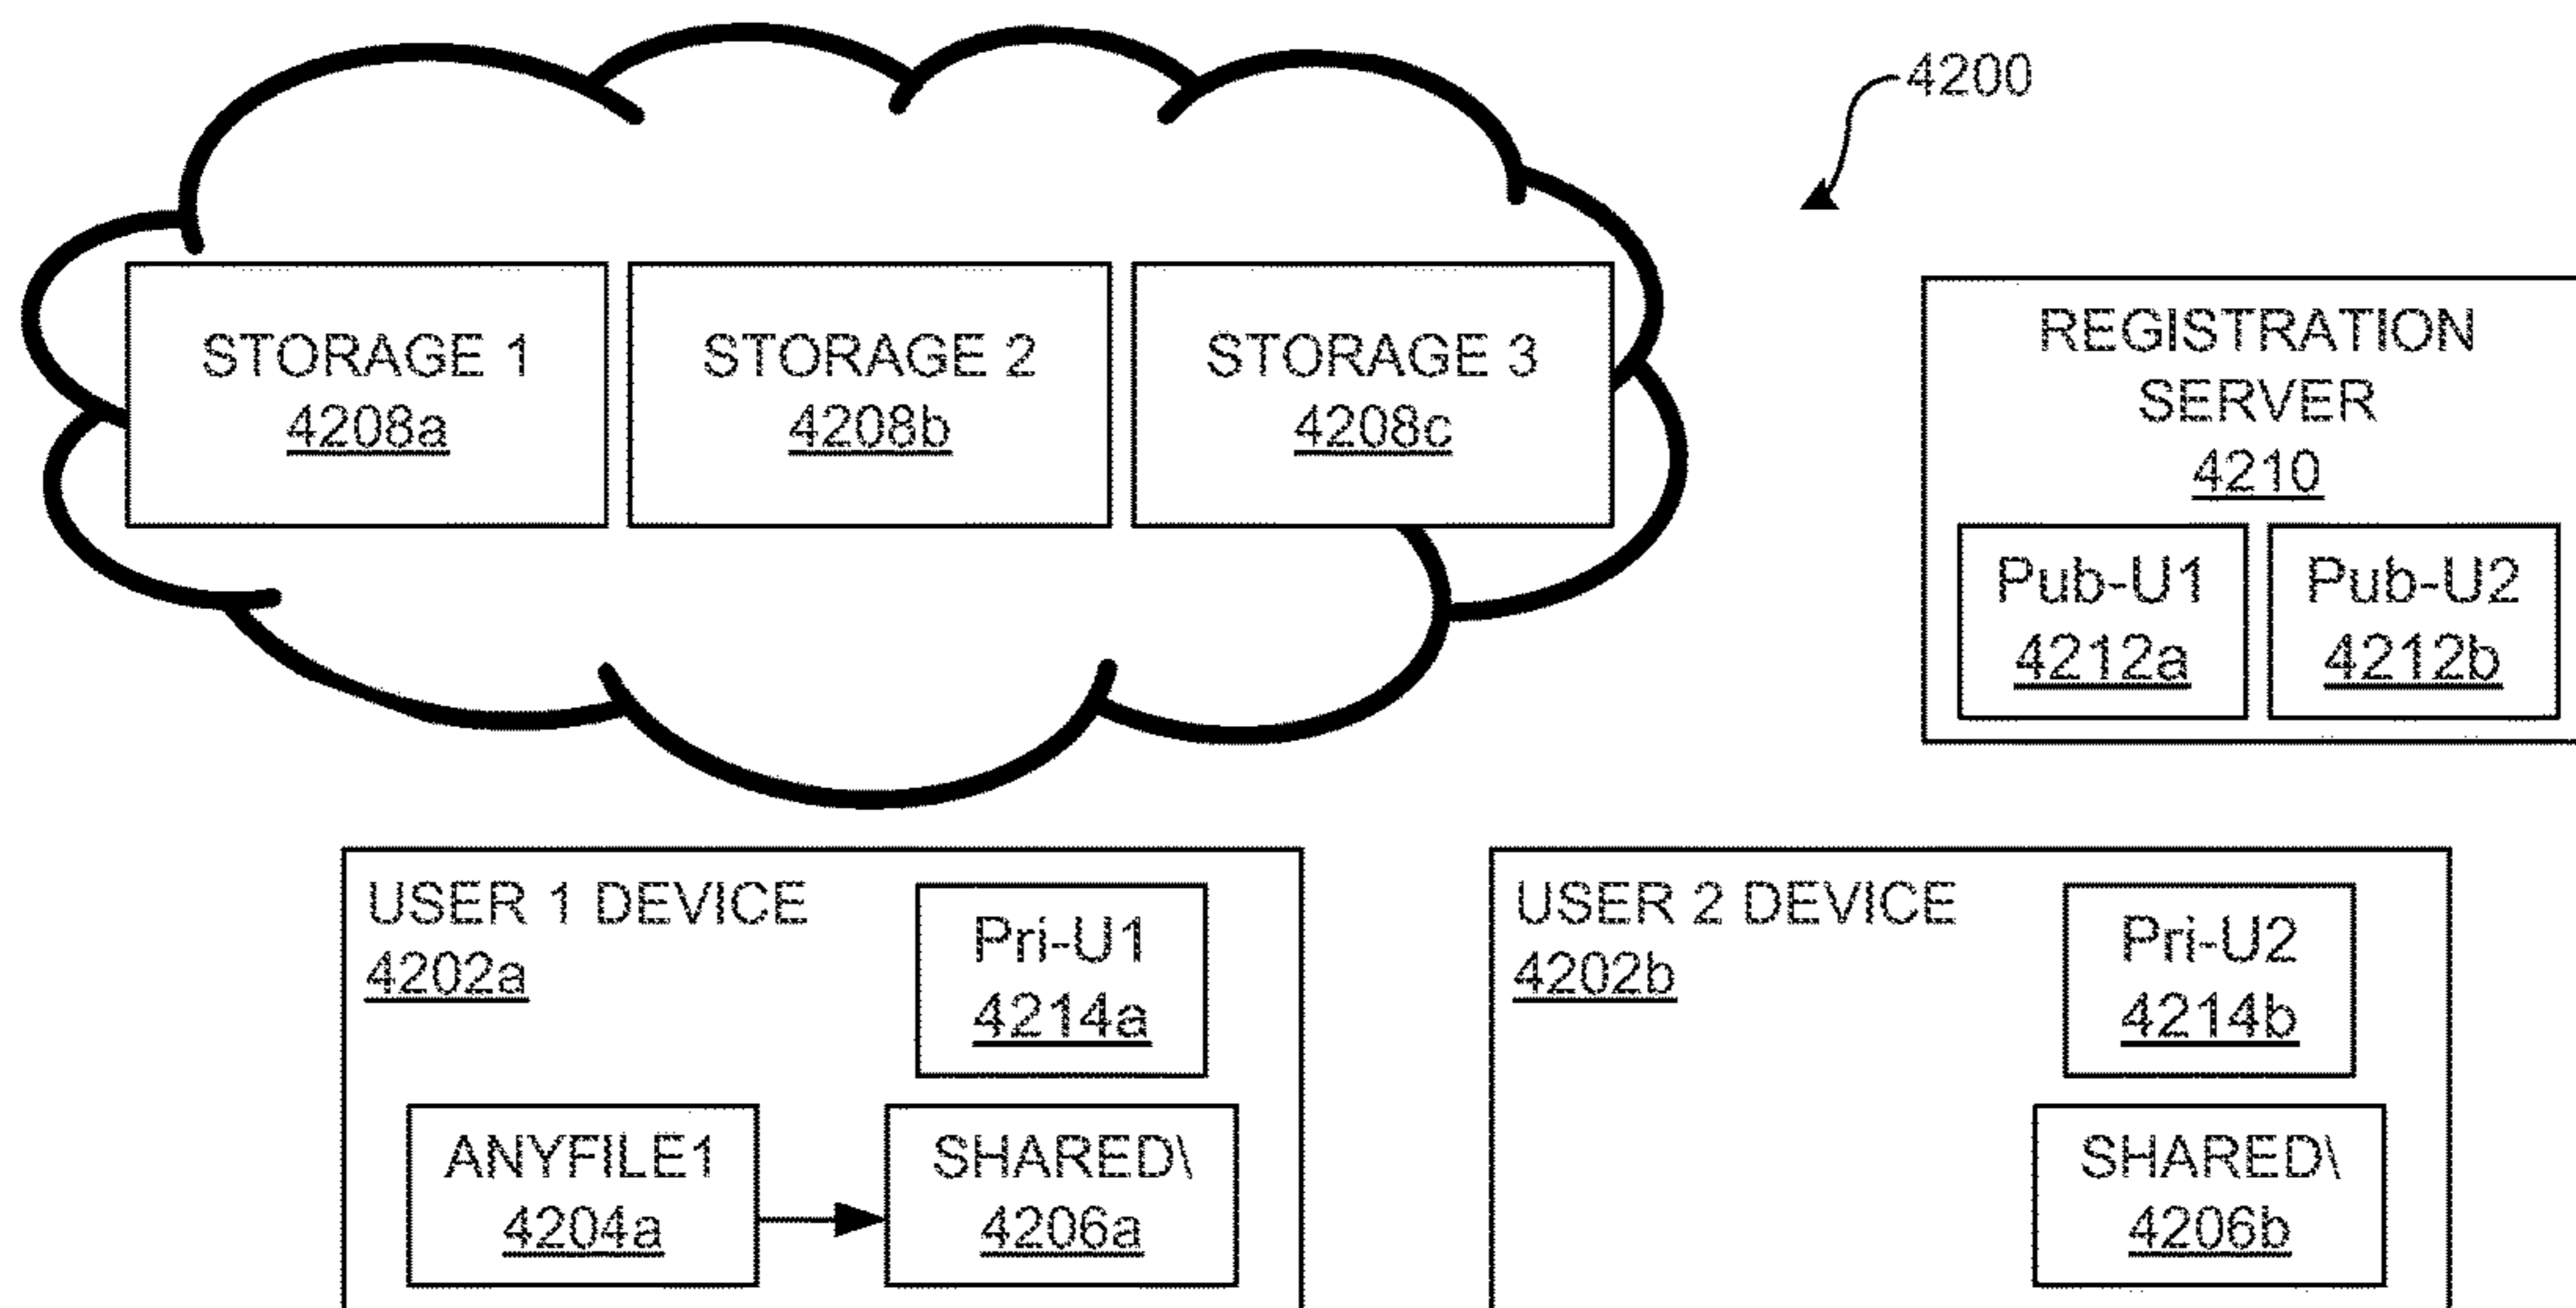 4200
STORAGE 1
4208a
STORAGE 2
4208b
STORAGE 3
4208c
REGISTRATION
SERVER
4210
Pub-U1
4212a
Pub-U2
4212b
USER 1 DEVICE
4202a
Pri-U1
4214a
ANYFILE1
4204a
SHARED\
4206a
USER 2 DEVICE
4202b
Pri-U2
4214b
SHARED\
4206b